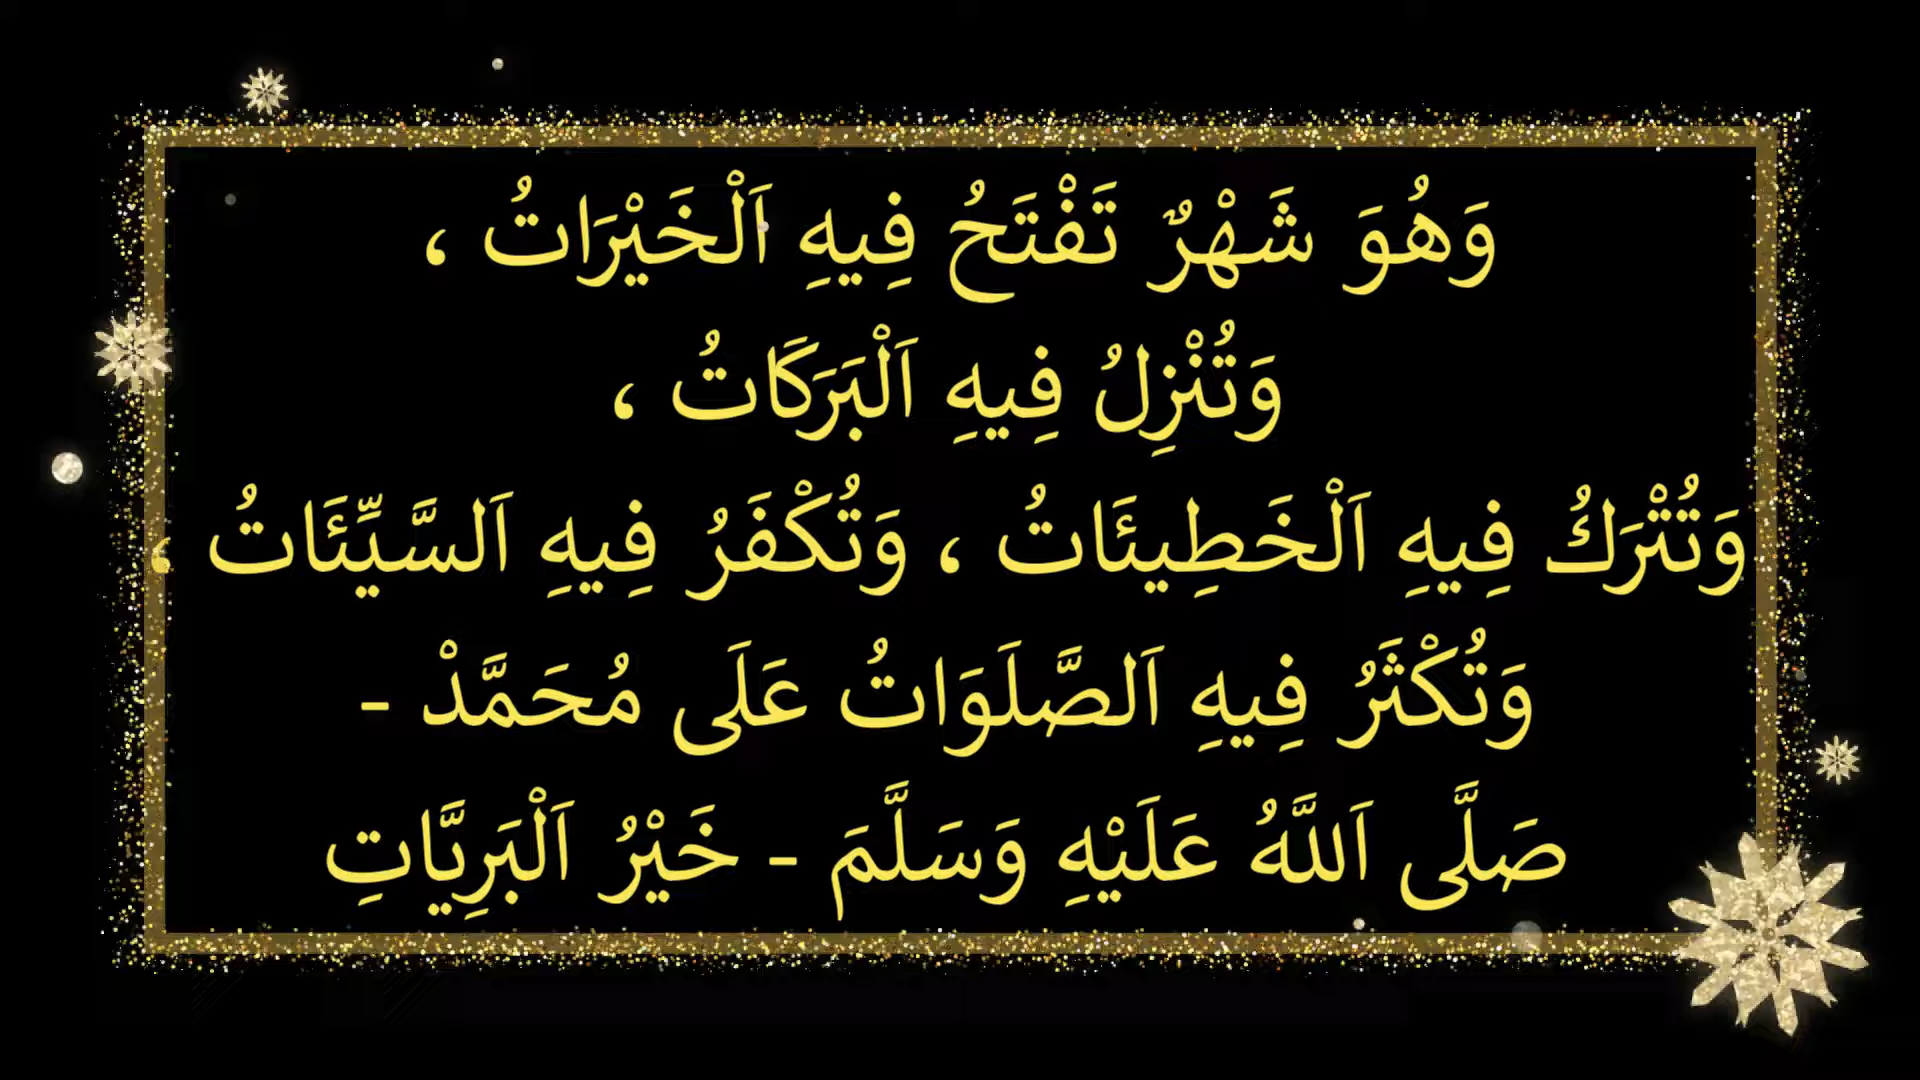 وَهُوَ شَهْرٌ تَفْتَحُ فِيهِ اَلْخَيْرَاتُ ،
وَتُنْزِلُ فِيهِ اَلْبَرَكَاتُ ،
وَتُتْرَكُ فِيهِ اَلْخَطِيئَاتُ ، وَتُكْفَرُ فِيهِ اَلسَّيِّئَاتُ ،
وَتُكْثَرُ فِيهِ اَلصَّلَوَاتُ عَلَى مُحَمَّدْ -
صَلَّى اَللَّهُ عَلَيْهِ وَسَلَّمَ - خَيْرُ اَلْبَرِيَّاتِ